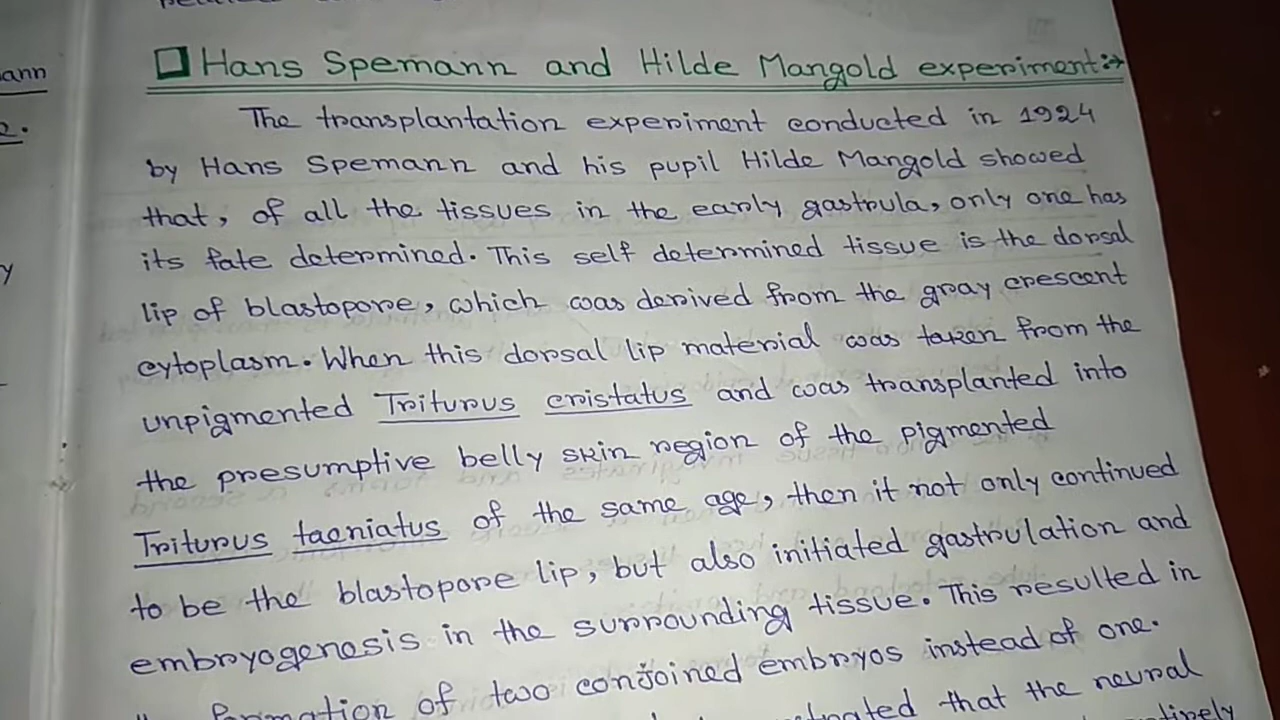 ann
2.
y
☐ Hans Spemann and Hilde Mangold experiment:→
The transplantation experiment conducted in 1924
by Hans Spemann and his pupil Hilde Mangold showed
that, of all the tissues in the early gastrula, only one has
its fate determined. This self determined tissue is the dorsal
lip of blastopore, which was derived from the gray crescent
cytoplasm. When this dorsal lip material was taken from the
unpigmented Triturus cristatus and was transplanted into
the presumptive belly skin region of the pigmented
Triturus taeniatus of the same age, then it not only continued
to be the blastopore lip, but also initiated gastrulation and
embryogenesis in the surrounding tissue. This resulted in
formation of two conjoined embryos instead of one.
that the neural